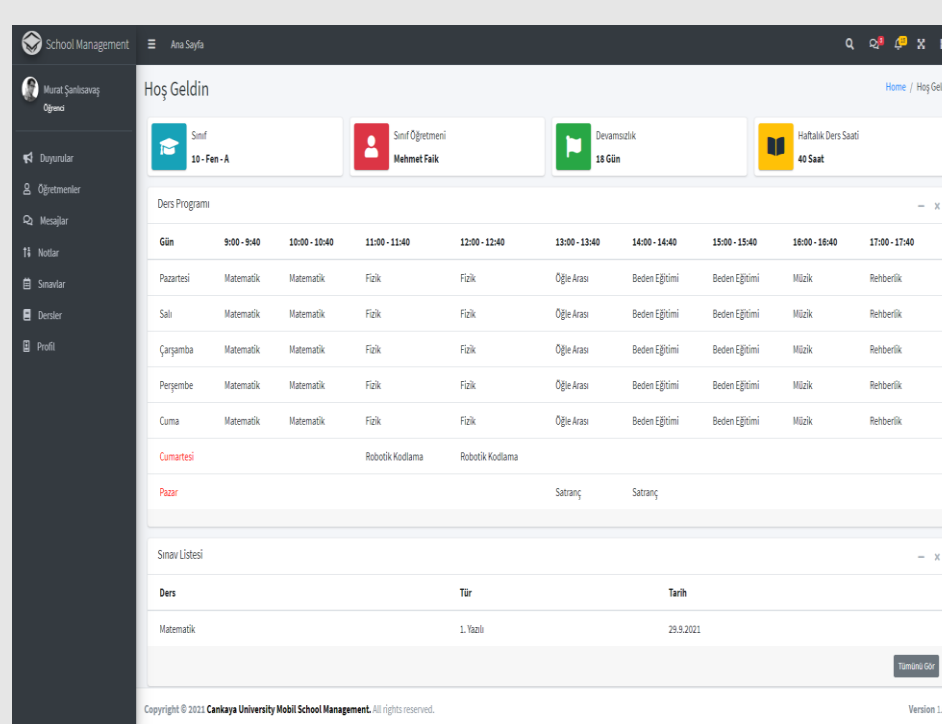 School Management
Ana Sayfa
Murat Şanlısavaş
Öğrenci
Duyurular
Öğretmenler
Mesajlar
Notlar
Sınavlar
Dersler
Profil
Hoş Geldin
Home / Hoş Gel
Sınıf
10 - Fen - A
Sınıf Öğretmeni
Mehmet Faik
Devamsızlık
18 Gün
Haftalık Ders Saati
40 Saat
Ders Programı
Gün 9:00 - 9:40 10:00 - 10:40 11:00 - 11:40 12:00 - 12:40 13:00 - 13:40 14:00 - 14:40 15:00 - 15:40 16:00 - 16:40 17:00 - 17:40
Pazartesi Matematik Matematik Fizik Fizik Öğle Arası Beden Eğitimi Beden Eğitimi Müzik Rehberlik
Salı Matematik Matematik Fizik Fizik Öğle Arası Beden Eğitimi Beden Eğitimi Müzik Rehberlik
Çarşamba Matematik Matematik Fizik Fizik Öğle Arası Beden Eğitimi Beden Eğitimi Müzik Rehberlik
Perşembe Matematik Matematik Fizik Fizik Öğle Arası Beden Eğitimi Beden Eğitimi Müzik Rehberlik
Cuma Matematik Matematik Fizik Fizik Öğle Arası Beden Eğitimi Beden Eğitimi Müzik Rehberlik
Cumartesi Robotik Kodlama Robotik Kodlama
Pazar Satranç Satranç
Sınav Listesi
Ders Tür Tarih
Matematik 1. Yazılı 29.9.2021
Tümünü Gör
Copyright © 2021 Cankaya University Mobil School Management. All rights reserved.
Version 1.